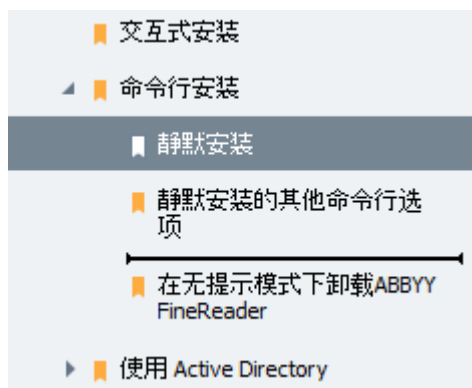 交互式安装
命令行安装
静默安装
静默安装的其他命令行选
项
在无提示模式下卸载ABBYY
FineReader
使用 Active Directory